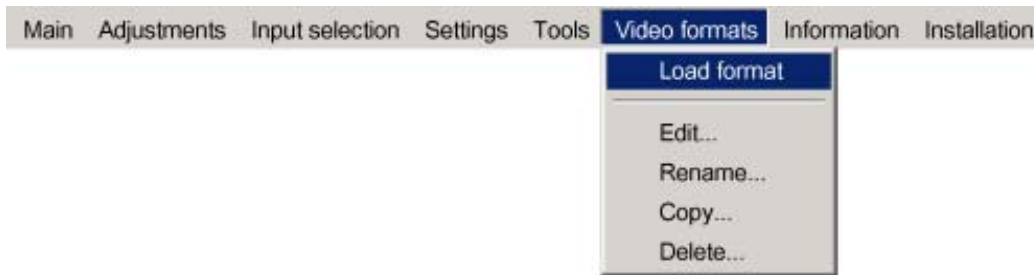 Main Adjustments Input selection Settings Tools Video formats Information Installation
Load format
Edit...
Rename...
Copy...
Delete...